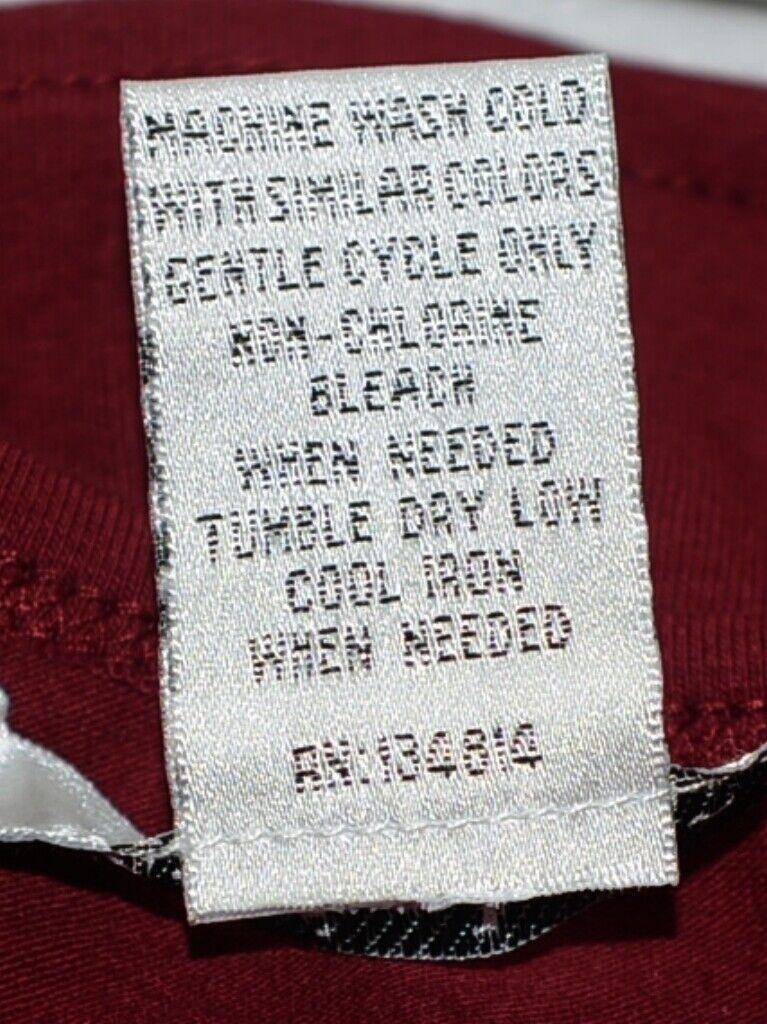 MACHINE WASH COLD
WITH SIMILAR COLORS
GENTLE CYCLE ONLY
NON-CHLORINE
BLEACH
WHEN NEEDED
TUMBLE DRY LOW
COOL IRON
WHEN NEEDED
RN:134814